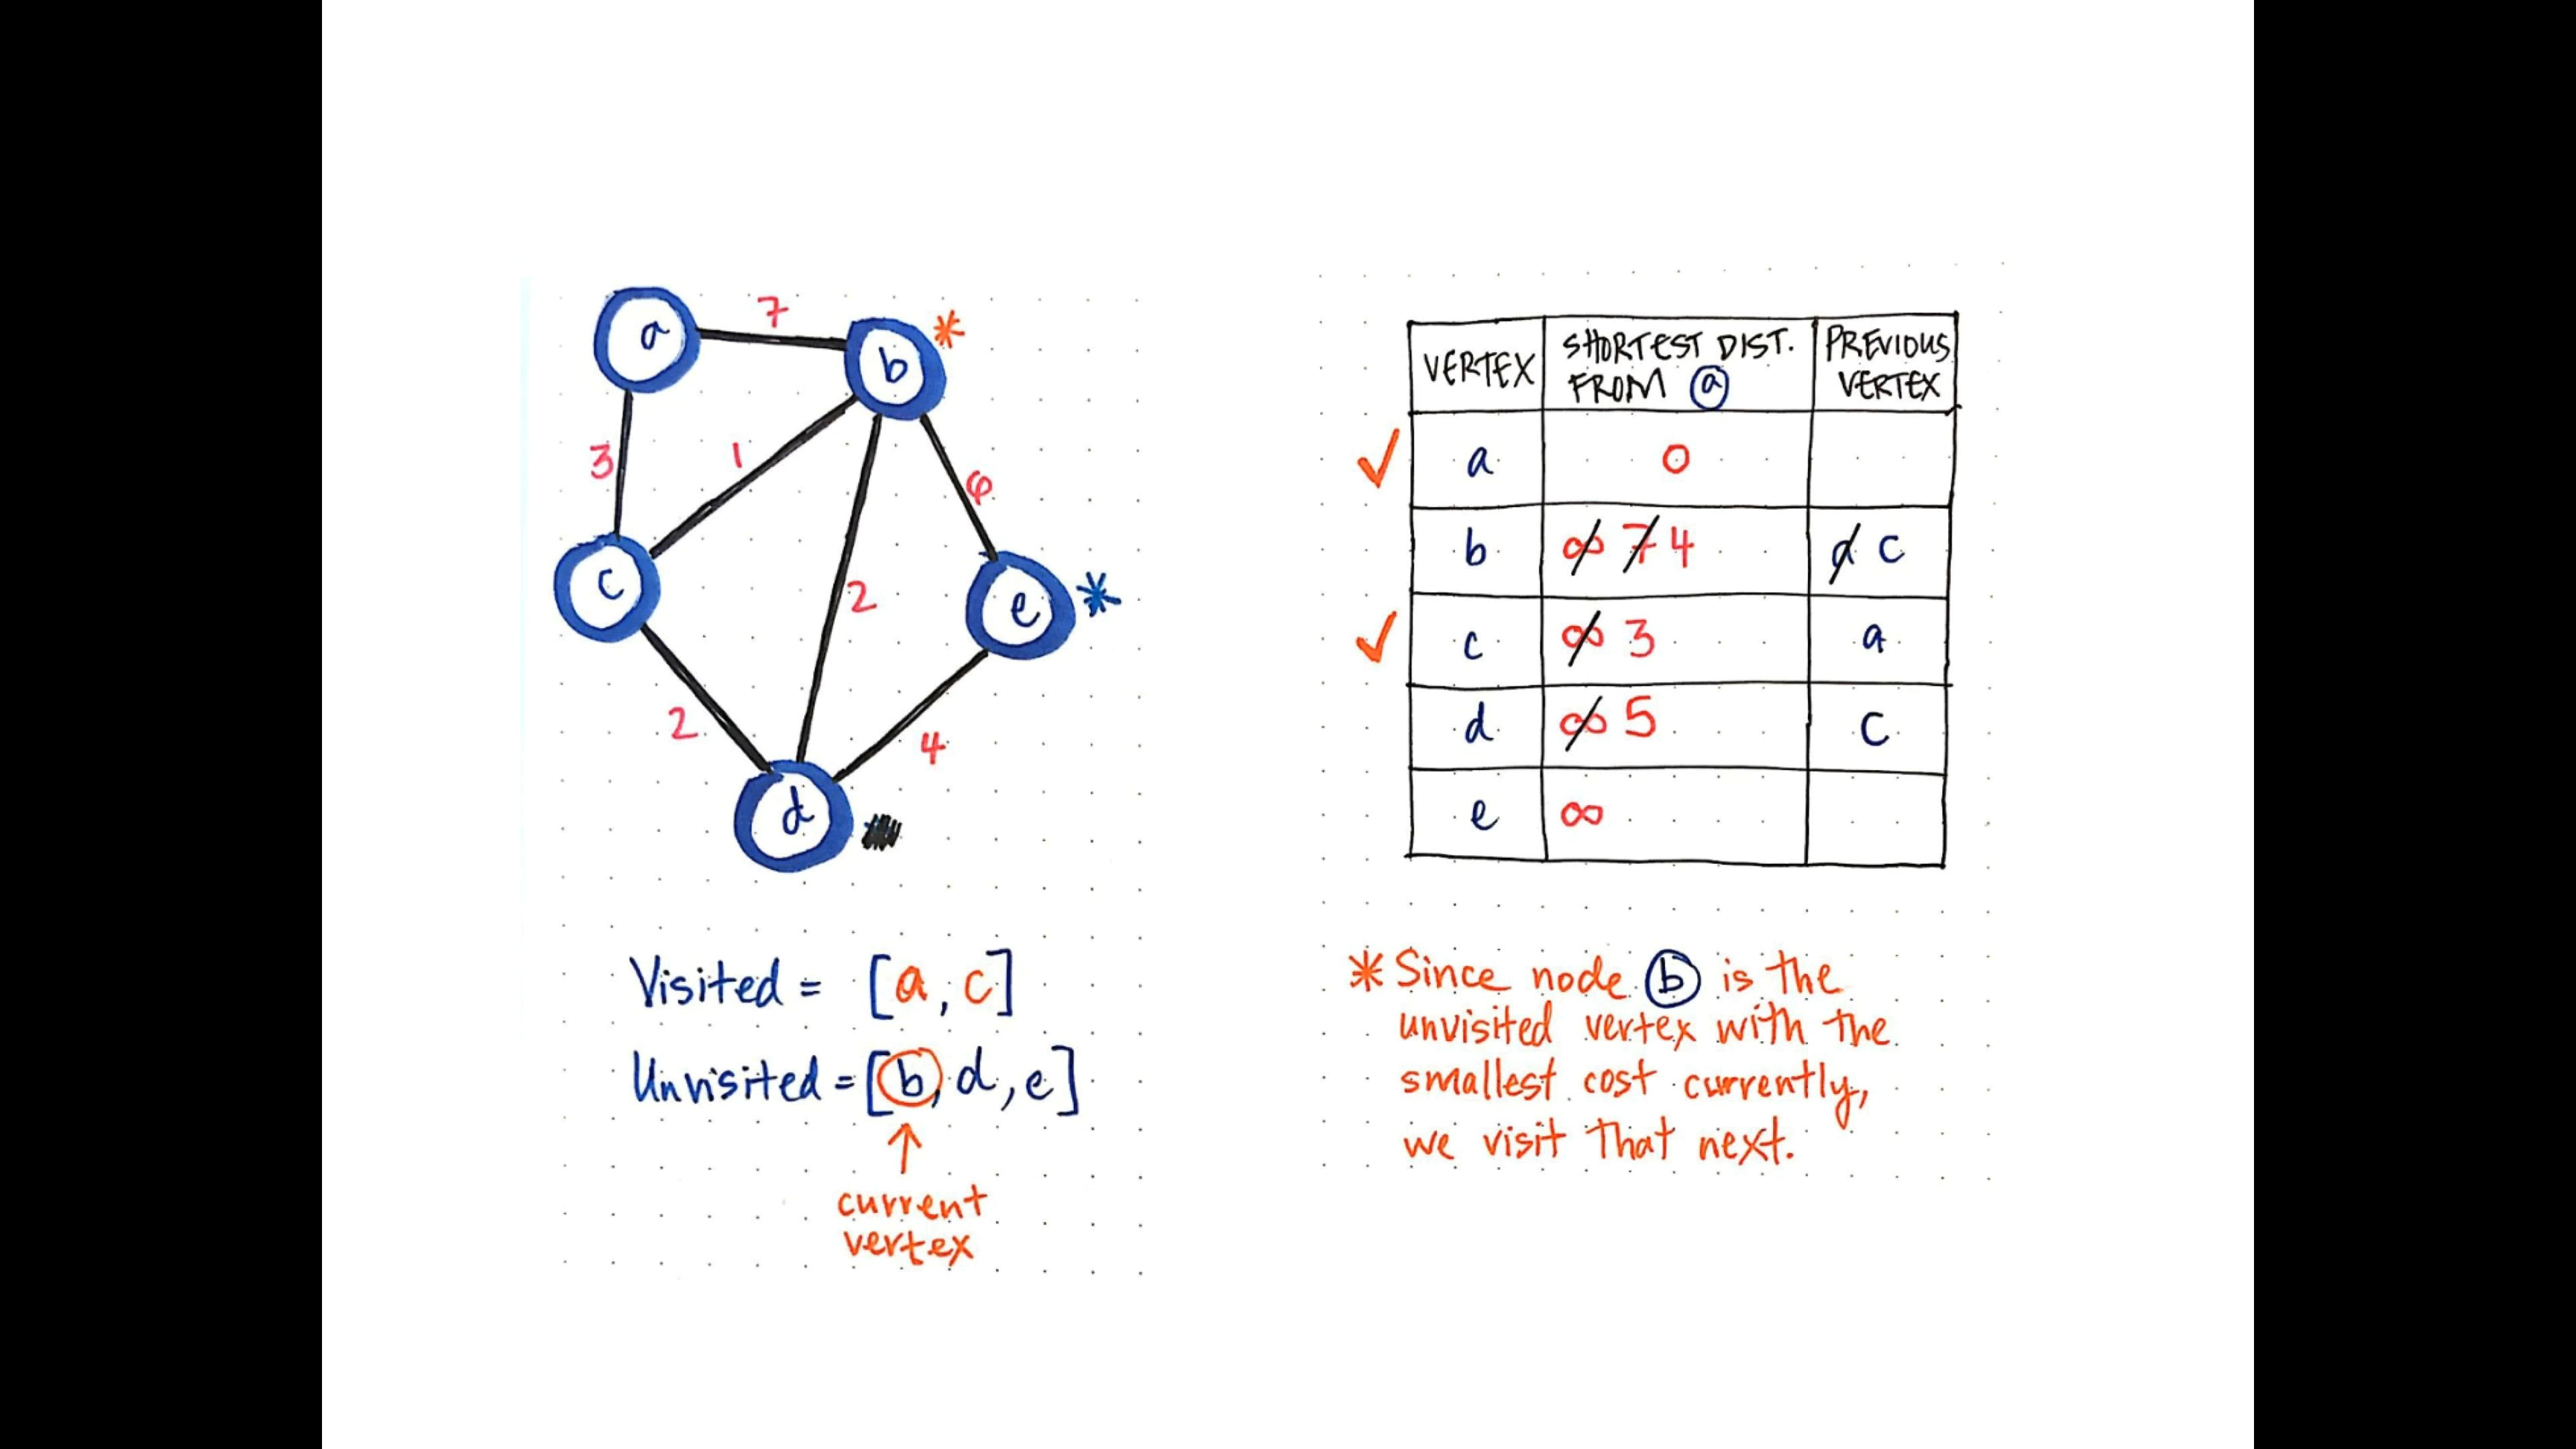 a
7
b
*
3
1
6
c
2
e
*
2
4
d
Visited = [a, c]
Unvisited = [b, d, e]
↑
current
vertex
VERTEX
SHORTEST DIST.
FROM a
PREVIOUS
VERTEX
✓ a 0
b ∞ 7 4 a c
✓ c ∞ 3 a
d ∞ 5 c
e ∞
* Since node b is the
unvisited vertex with the
smallest cost currently,
we visit that next.